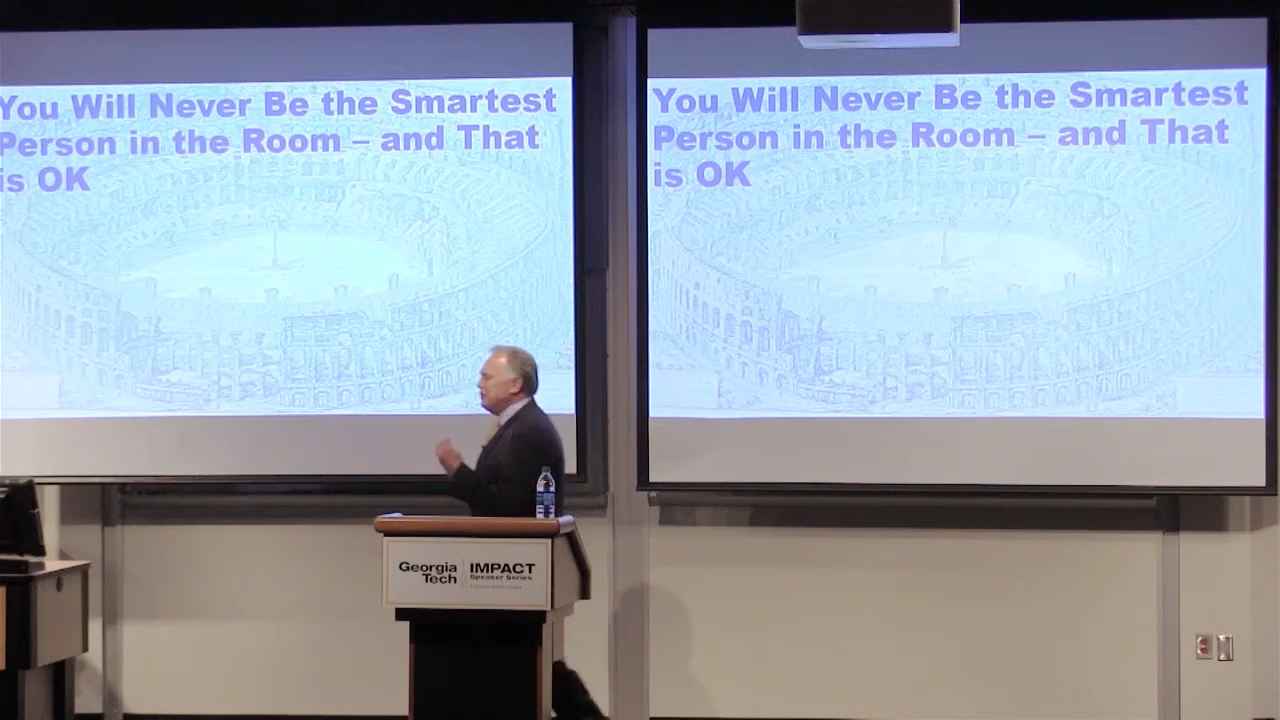 You Will Never Be the Smartest
Person in the Room – and That
is OK
You Will Never Be the Smartest
Person in the Room – and That
is OK
Georgia
Tech
IMPACT
Speaker Series